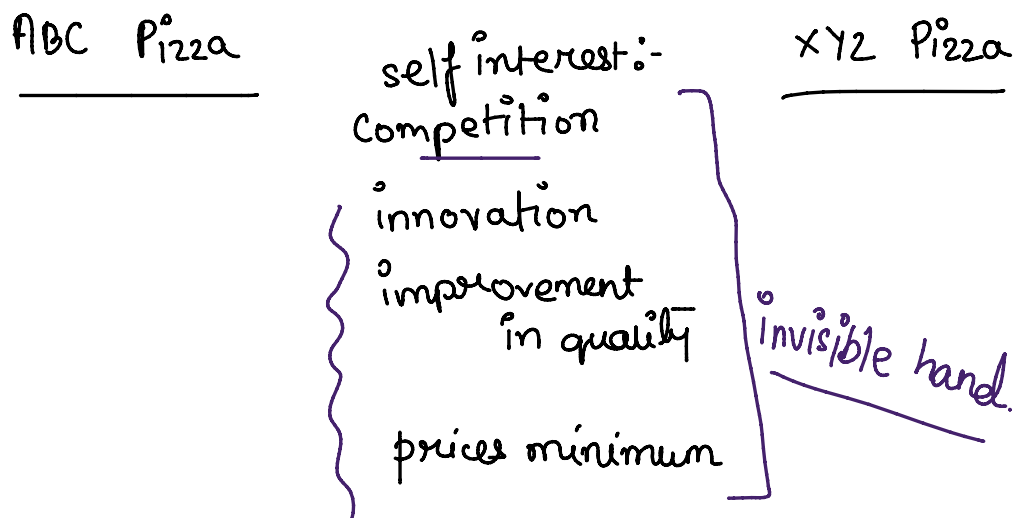 ABC Pizza
self interest:-
XYZ Pizza
competition
innovation
improvement
in quality
invisible hand.
prices minimum